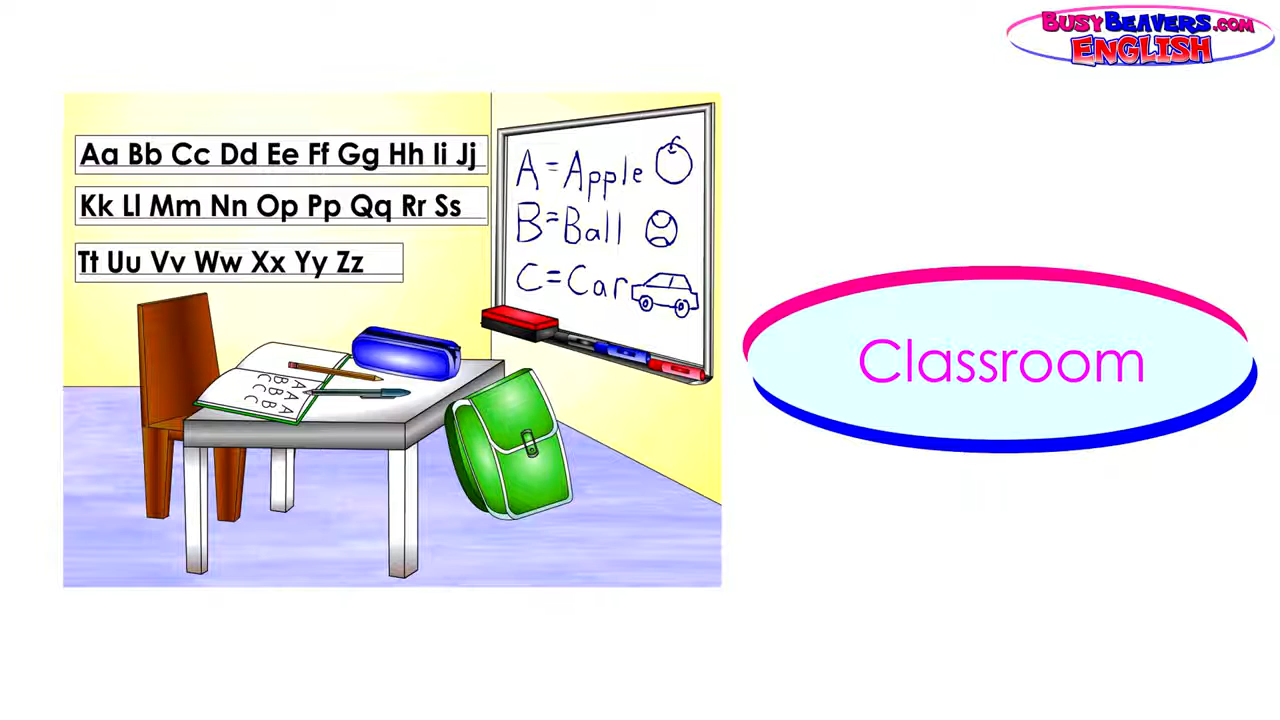 BUSYBEAVERS.COM
ENGLISH
Aa Bb Cc Dd Ee Ff Gg Hh Ii Jj
Kk Ll Mm Nn Op Pp Qq Rr Ss
Tt Uu Vv Ww Xx Yy Zz
A = Apple
B = Ball
C = Car
A A
B B
C C
Classroom